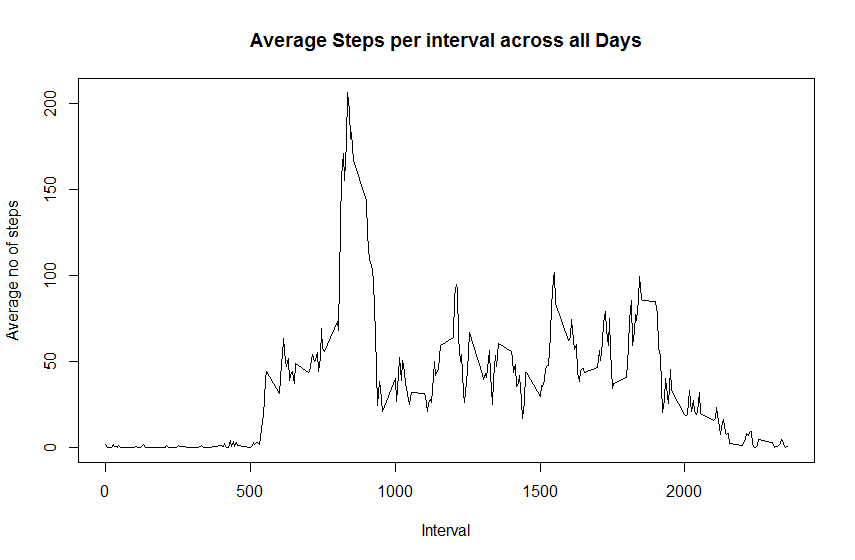 Average Steps per interval across all Days
Average no of steps
200
150
100
50
0
0 500 1000 1500 2000
Interval